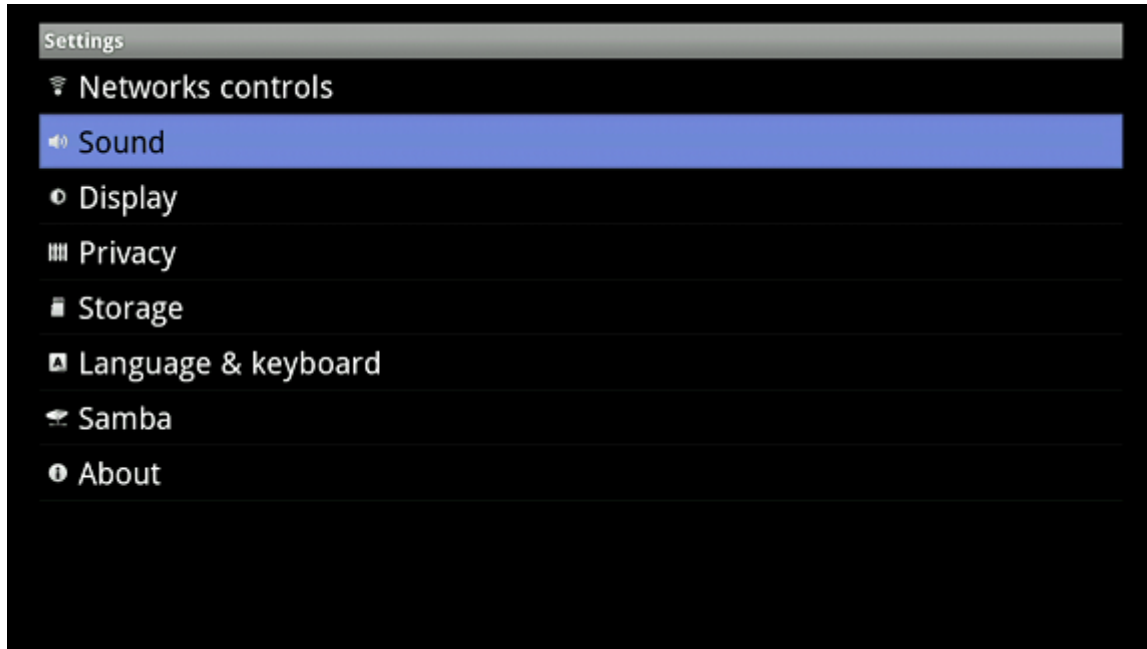 Settings
Networks controls
Sound
Display
Privacy
Storage
Language & keyboard
Samba
About